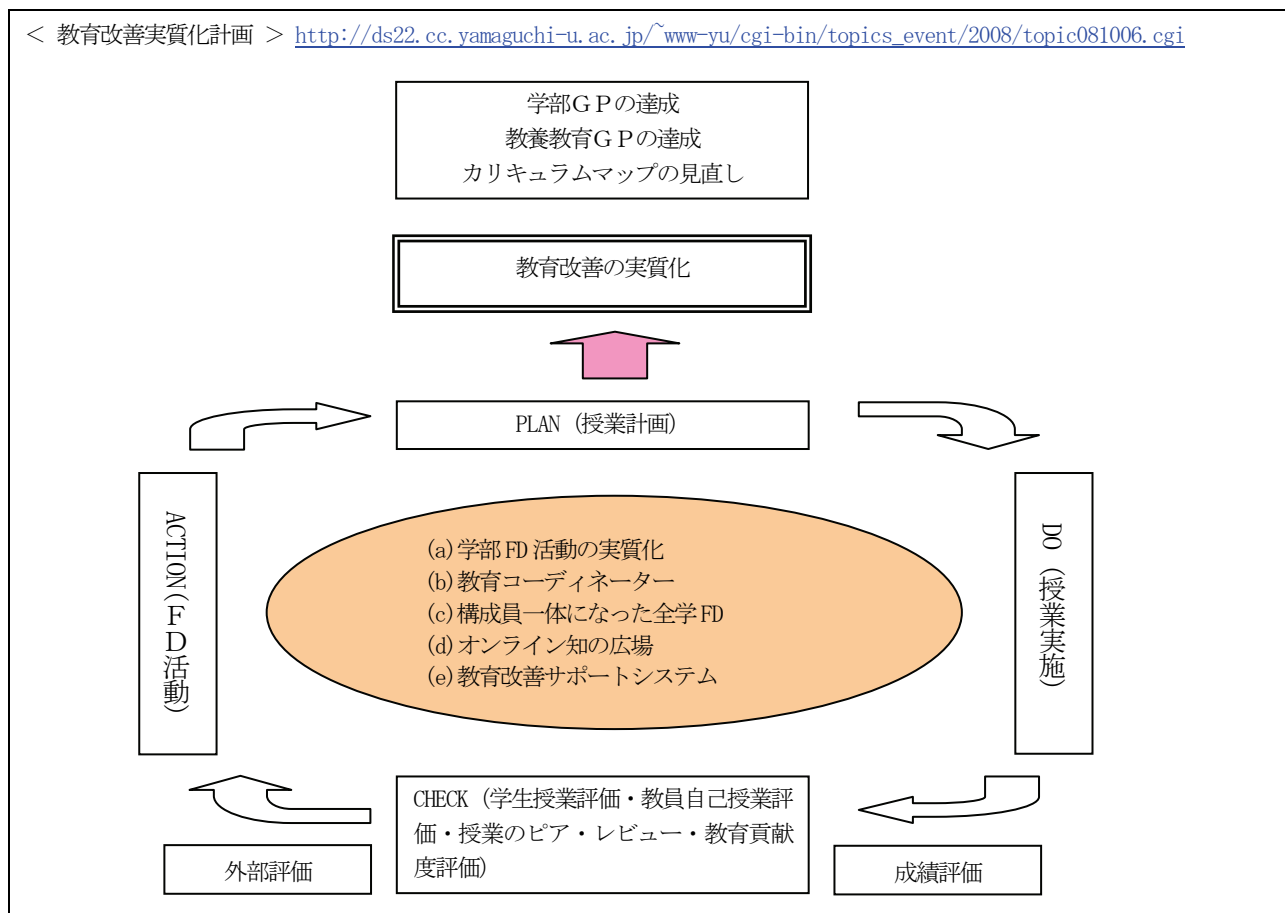 < 教育改善実質化計画 > http://ds22.cc.yamaguchi-u.ac.jp/~www-yu/cgi-bin/topics_event/2008/topic081006.cgi
学部ＧＰの達成
教養教育ＧＰの達成
カリキュラムマップの見直し
教育改善の実質化
PLAN（授業計画）
ACTION(ＦＤ活動)
(a)学部FD活動の実質化
(b)教育コーディネーター
(c)構成員一体になった全学FD
(d)オンライン知の広場
(e)教育改善サポートシステム
DO（授業実施）
CHECK（学生授業評価・教員自己授業評
価・授業のピア・レビュー・教育貢献
度評価）
外部評価
成績評価